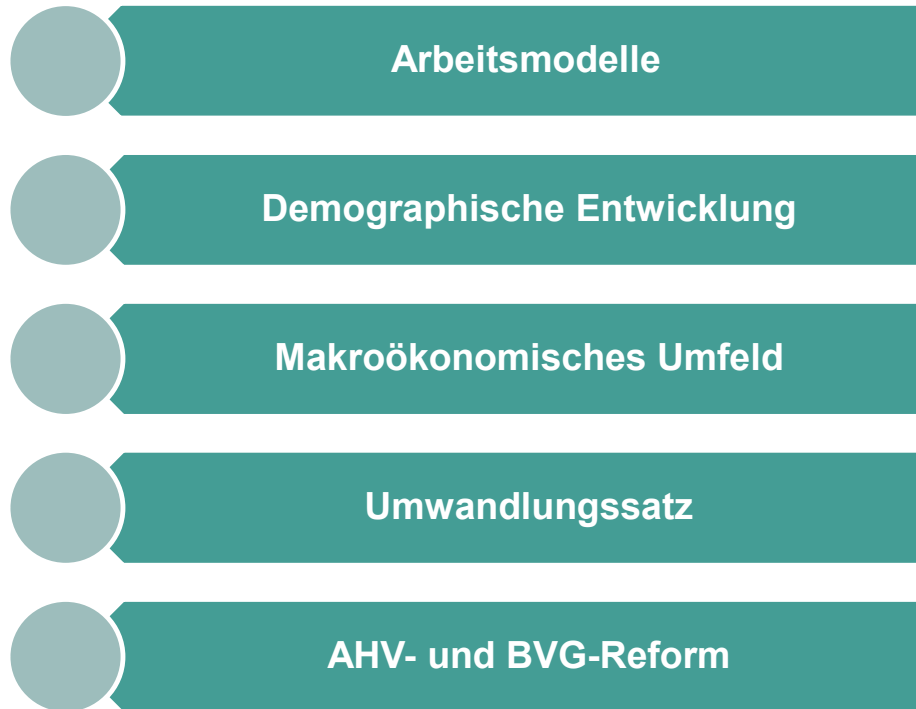 Arbeitsmodelle
Demographische Entwicklung
Makroökonomisches Umfeld
Umwandlungssatz
AHV- und BVG-Reform